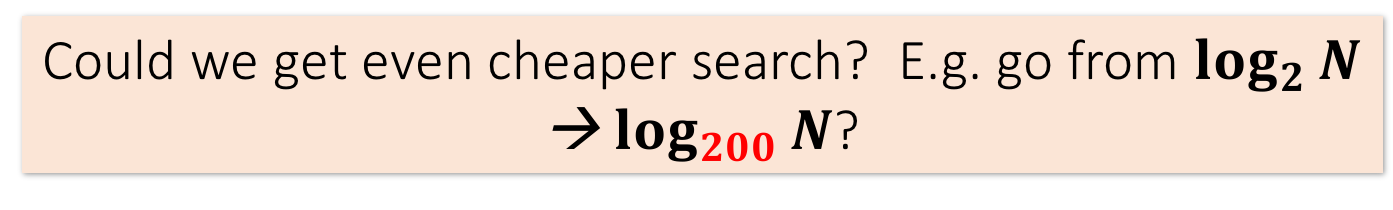 Could we get even cheaper search? E.g. go from log₂ N
→ log₂₀₀ N?